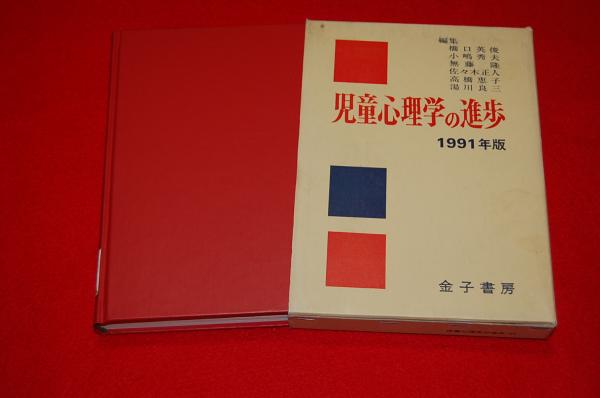 編集
橋口英俊
小嶋秀夫
無藤隆
佐々木正人
高橋恵子
湯川良三
児童心理学の進歩
1991年版
金子書房